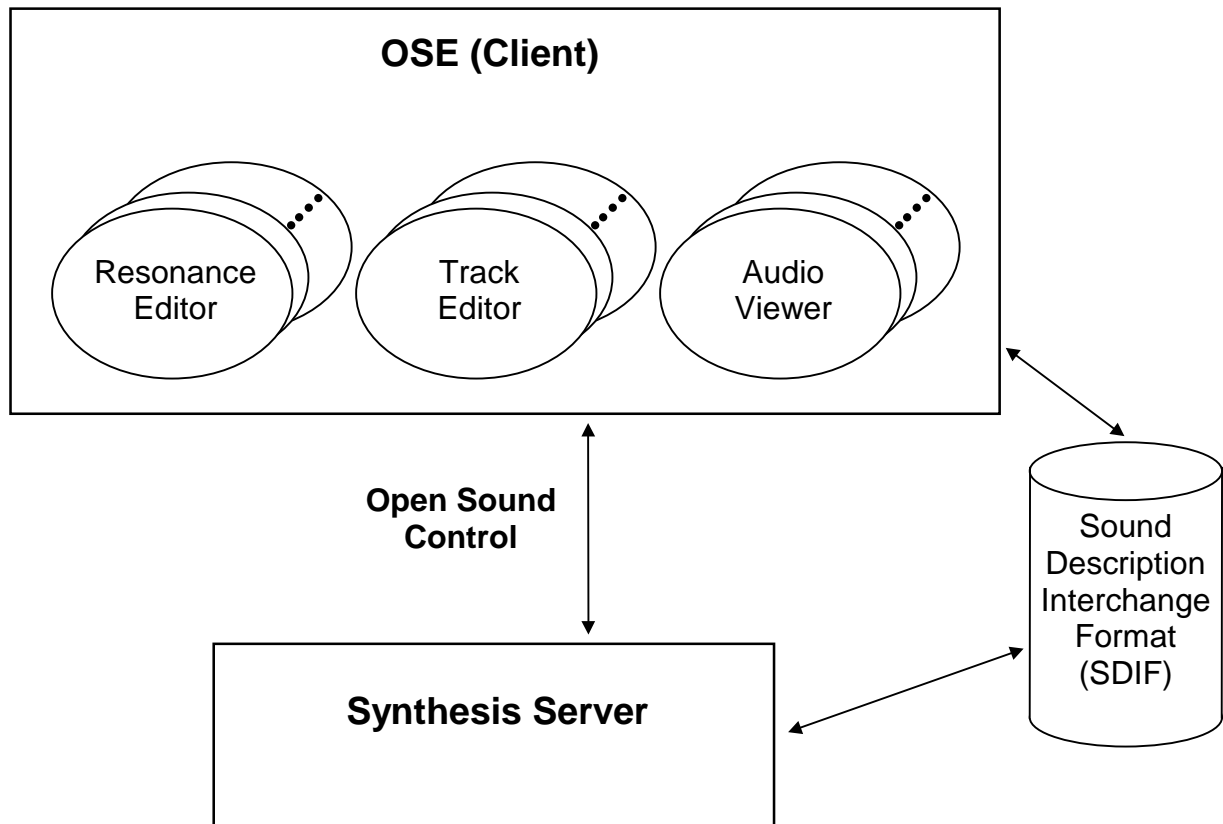 OSE (Client)
Resonance
Editor
Track
Editor
Audio
Viewer
Open Sound
Control
Sound
Description
Interchange
Format
(SDIF)
Synthesis Server